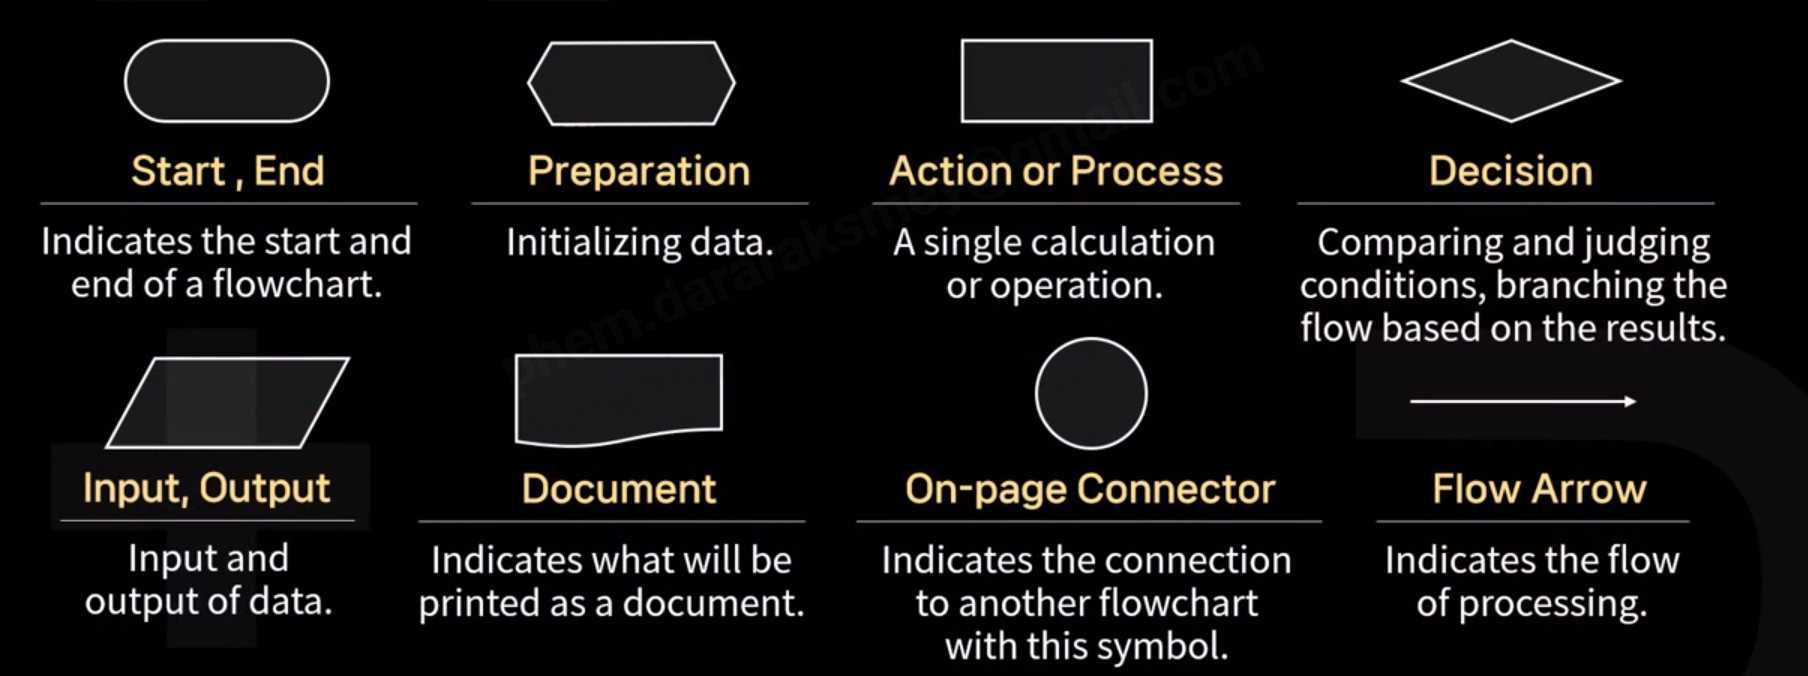 Start , End
Preparation
Action or Process
Decision
Indicates the start and
end of a flowchart.
Initializing data.
A single calculation
or operation.
Comparing and judging
conditions, branching the
flow based on the results.
Input, Output
Document
On-page Connector
Flow Arrow
Input and
output of data.
Indicates what will be
printed as a document.
Indicates the connection
to another flowchart
with this symbol.
Indicates the flow
of processing.
phem.dararaksmey@gmail.com